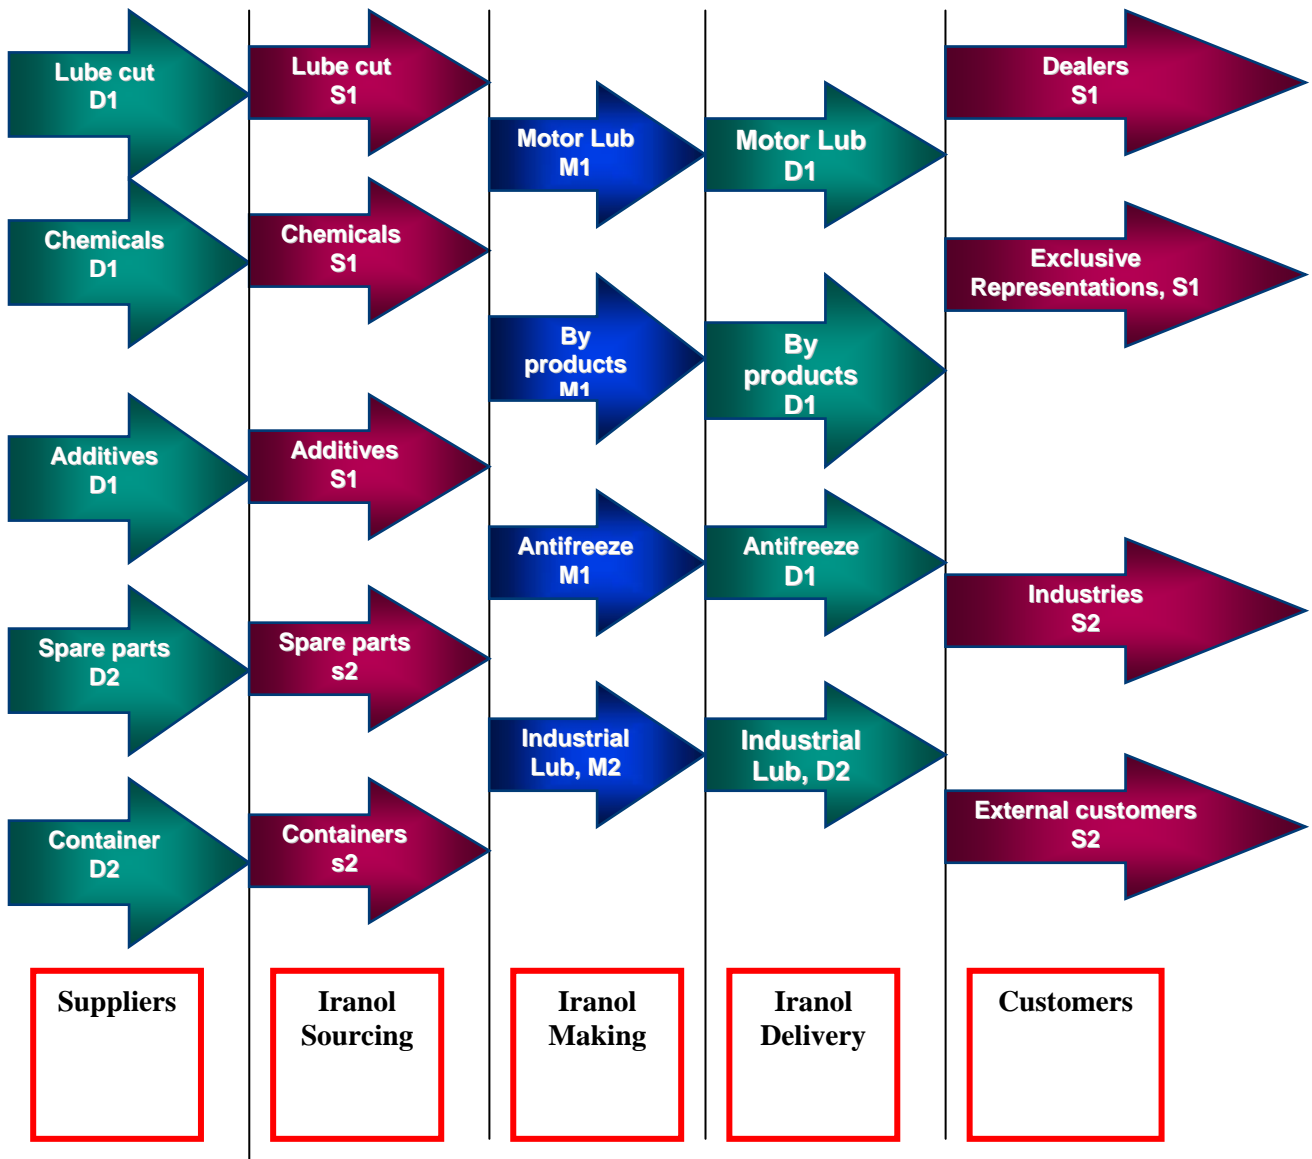 Lube cut
D1
Chemicals
D1
Additives
D1
Spare parts
D2
Container
D2
Lube cut
S1
Chemicals
S1
Additives
S1
Spare parts
s2
Containers
s2
Motor Lub
M1
By
products
M1
Antifreeze
M1
Industrial
Lub, M2
Motor Lub
D1
By
products
D1
Antifreeze
D1
Industrial
Lub, D2
Dealers
S1
Exclusive
Representations, S1
Industries
S2
External customers
S2
Suppliers
Iranol
Sourcing
Iranol
Making
Iranol
Delivery
Customers